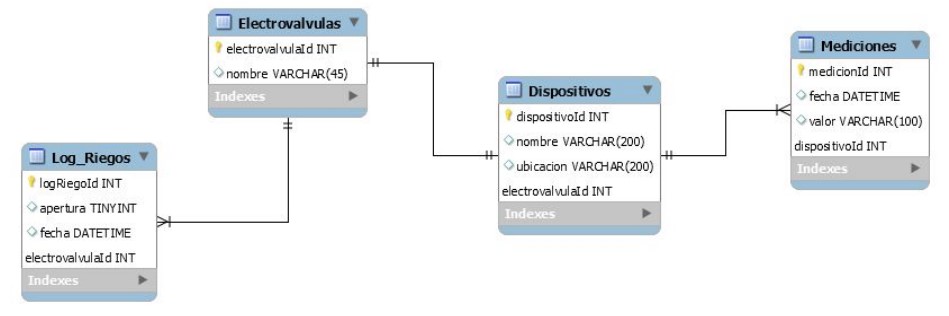 Electrovalvulas
electrovalvulaId INT
nombre VARCHAR(45)
Indexes
Log_Riegos
logRiegoId INT
apertura TINYINT
fecha DATETIME
electrovalvulaId INT
Indexes
Dispositivos
dispositivoId INT
nombre VARCHAR(200)
ubicacion VARCHAR(200)
electrovalvulaId INT
Indexes
Mediciones
medicionId INT
fecha DATETIME
valor VARCHAR(100)
dispositivoId INT
Indexes